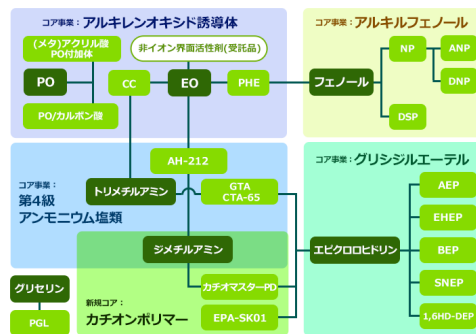 コア事業：アルキレンオキシド誘導体
(メタ)アクリル酸
PO付加体
非イオン界面活性剤(受託品)
PO
CC
EO
PHE
PO/カルボン酸
コア事業：アルキルフェノール
フェノール
NP
ANP
DNP
DSP
コア事業：
第4級
アンモニウム塩類
AH-212
トリメチルアミン
GTA
CTA-65
ジメチルアミン
新規コア：
カチオンポリマー
カチオマスターPD
EPA-SK01
グリセリン
PGL
コア事業：グリシジルエーテル
エピクロロヒドリン
AEP
EHEP
BEP
SNEP
1,6HD-DEP